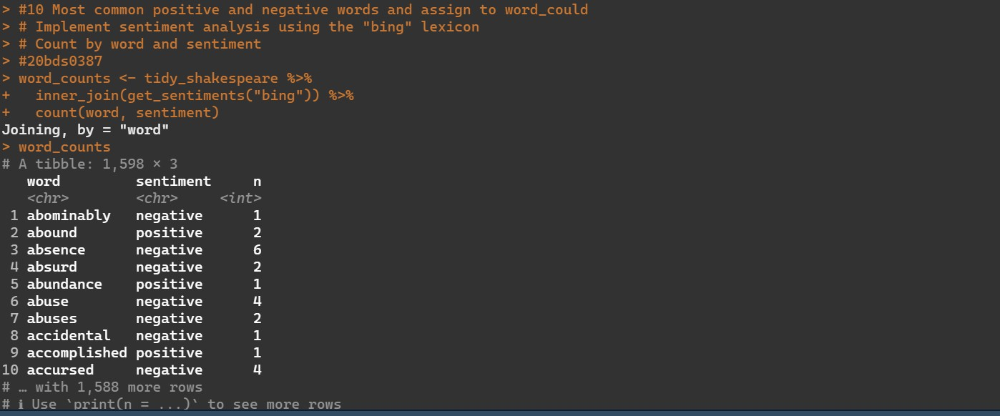 > #10 Most common positive and negative words and assign to word_could
> # Implement sentiment analysis using the "bing" lexicon
> # Count by word and sentiment
> #20bds0387
> word_counts <- tidy_shakespeare %>%
+   inner_join(get_sentiments("bing")) %>%
+   count(word, sentiment)
Joining, by = "word"
> word_counts
# A tibble: 1,598 × 3
   word         sentiment     n
   <chr>        <chr>     <int>
 1 abominably   negative      1
 2 abound       positive      2
 3 absence      negative      6
 4 absurd       negative      2
 5 abundance    positive      1
 6 abuse        negative      4
 7 abuses       negative      2
 8 accidental   negative      1
 9 accomplished positive      1
10 accursed     negative      4
# … with 1,588 more rows
# ℹ Use `print(n = ...)` to see more rows